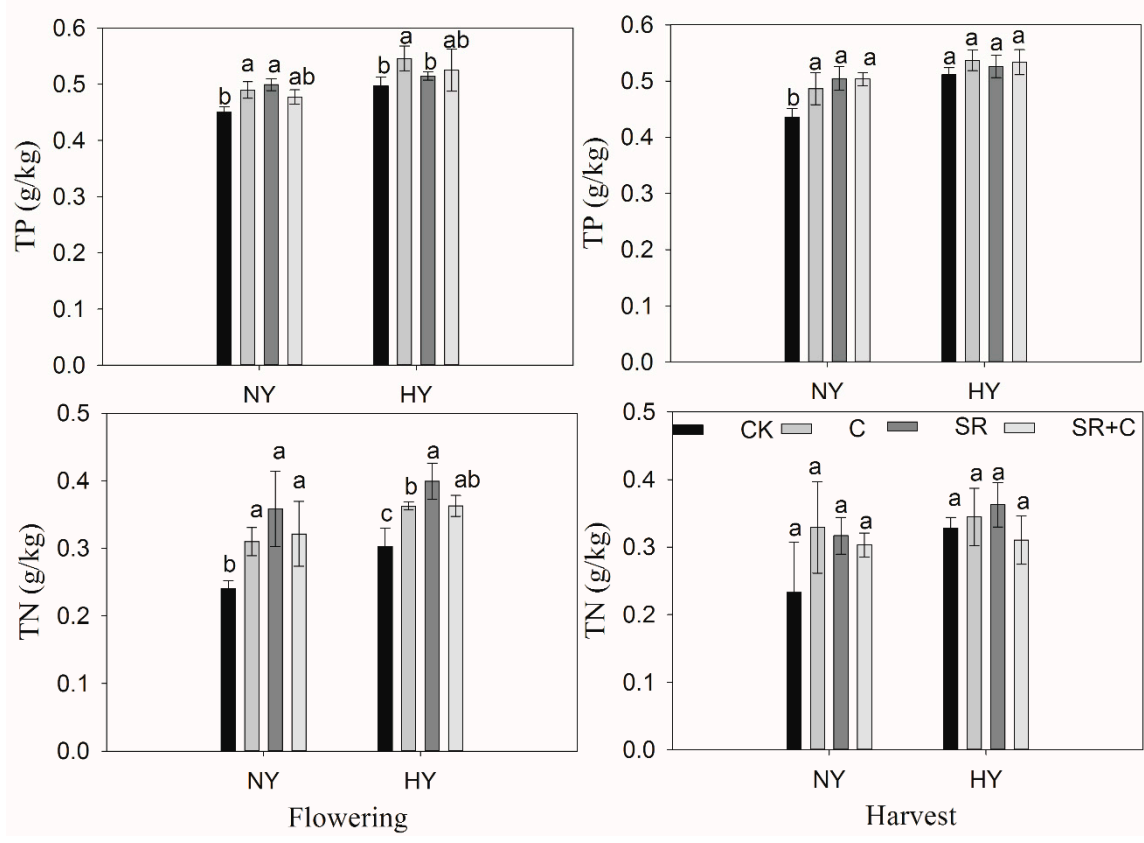 0.6
0.5
0.4
0.3
0.2
0.1
0.0
TP (g/kg)
b a a ab
b a b ab
NY HY
0.6
0.5
0.4
0.3
0.2
0.1
0.0
TP (g/kg)
b a a a
a a a a
NY HY
0.5
0.4
0.3
0.2
0.1
0.0
TN (g/kg)
b a a a
c b a ab
NY HY
Flowering
0.5
0.4
0.3
0.2
0.1
0.0
TN (g/kg)
CK C SR SR+C
a a a a
a a a a
NY HY
Harvest